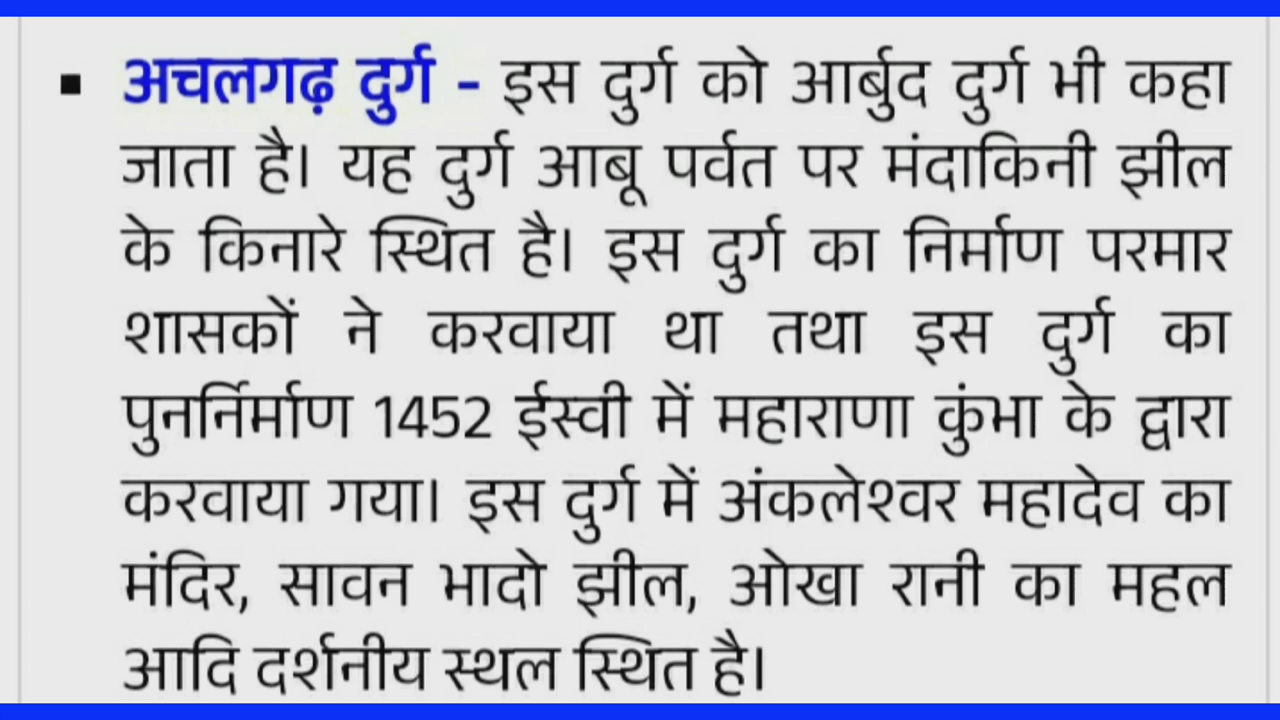 ▪ अचलगढ़ दुर्ग - इस दुर्ग को आर्बुद दुर्ग भी कहा
जाता है। यह दुर्ग आबू पर्वत पर मंदाकिनी झील
के किनारे स्थित है। इस दुर्ग का निर्माण परमार
शासकों ने करवाया था तथा इस दुर्ग का
पुनर्निर्माण 1452 ईस्वी में महाराणा कुंभा के द्वारा
करवाया गया। इस दुर्ग में अंकलेश्वर महादेव का
मंदिर, सावन भादो झील, ओखा रानी का महल
आदि दर्शनीय स्थल स्थित है।